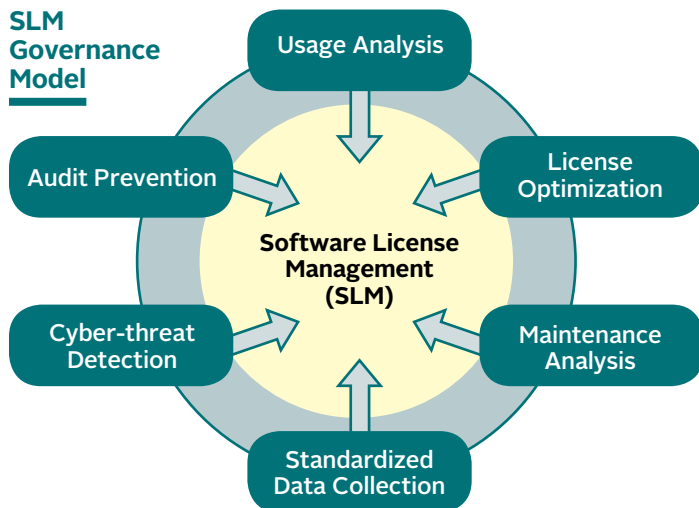 SLM
Governance
Model
Usage Analysis
Audit Prevention
License
Optimization
Software License
Management
(SLM)
Cyber-threat
Detection
Maintenance
Analysis
Standardized
Data Collection